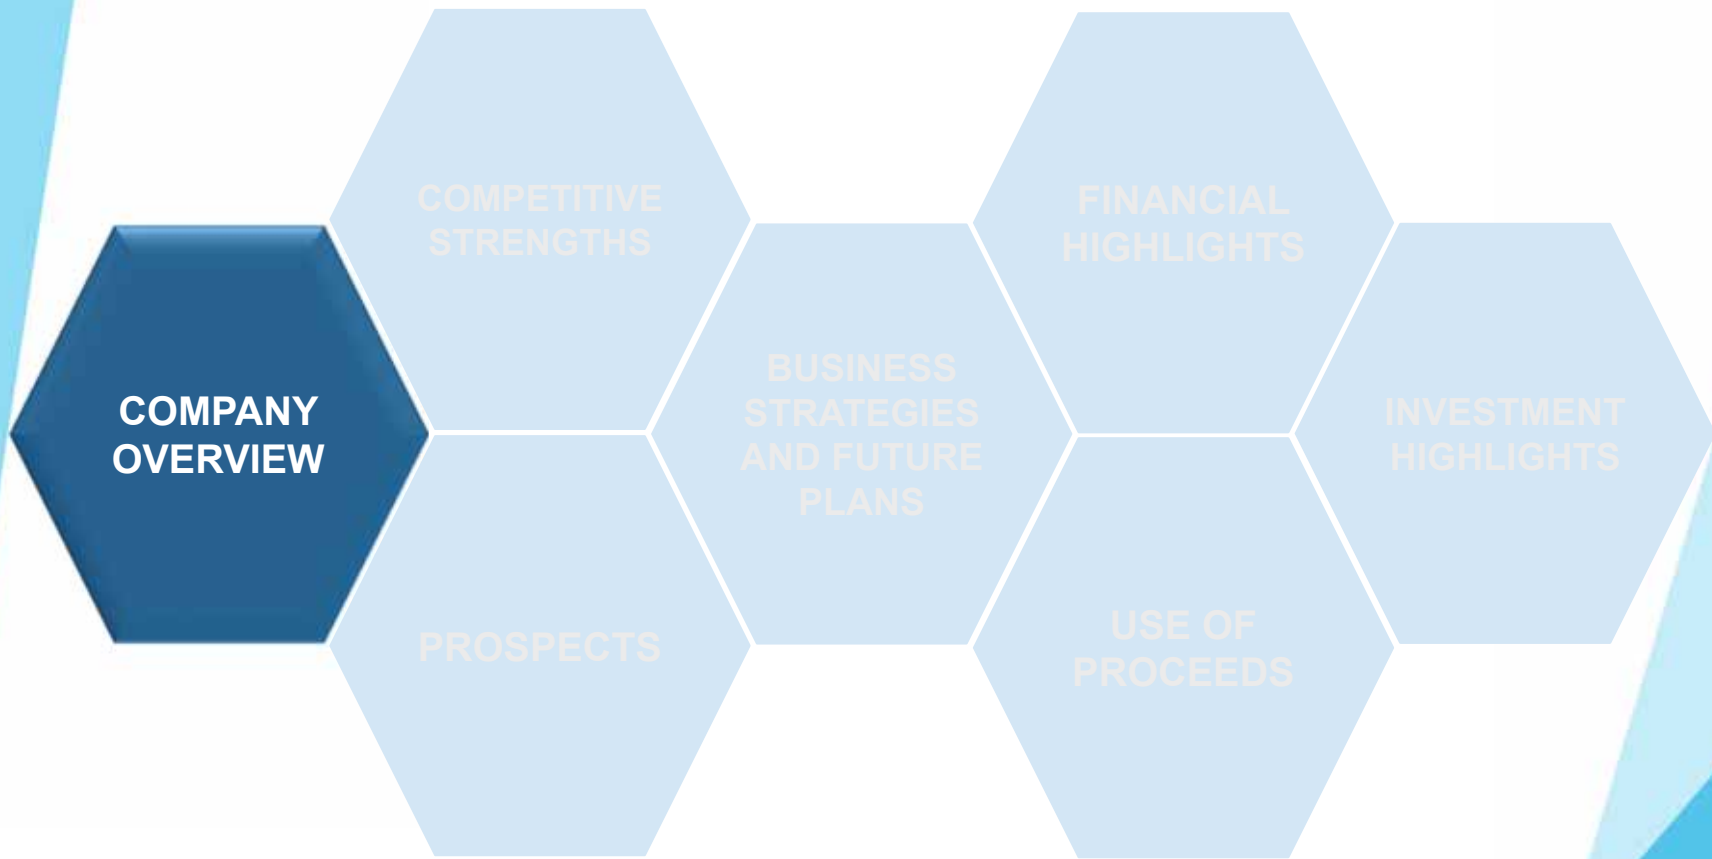 COMPANY
OVERVIEW
COMPETITIVE
STRENGTHS
PROSPECTS
BUSINESS
STRATEGIES
AND FUTURE
PLANS
FINANCIAL
HIGHLIGHTS
USE OF
PROCEEDS
INVESTMENT
HIGHLIGHTS